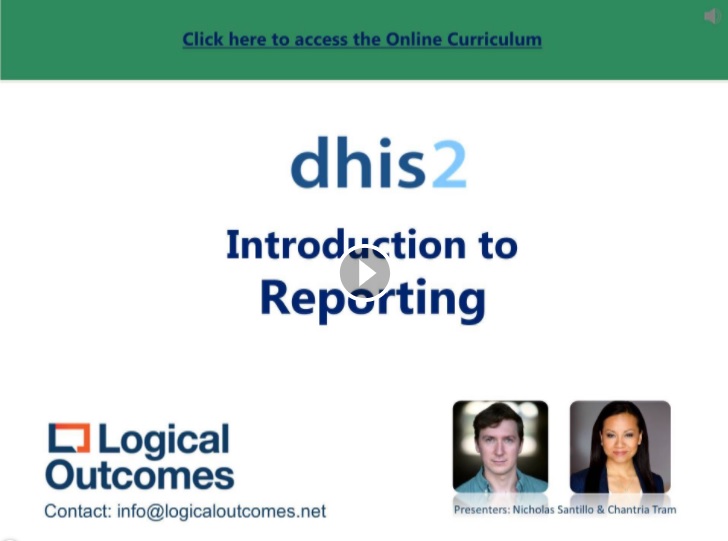 Click here to access the Online Curriculum
dhis2
Introduction to
Reporting
Logical
Outcomes
Contact: info@logicaloutcomes.net
Presenters: Nicholas Santillo & Chantria Tram